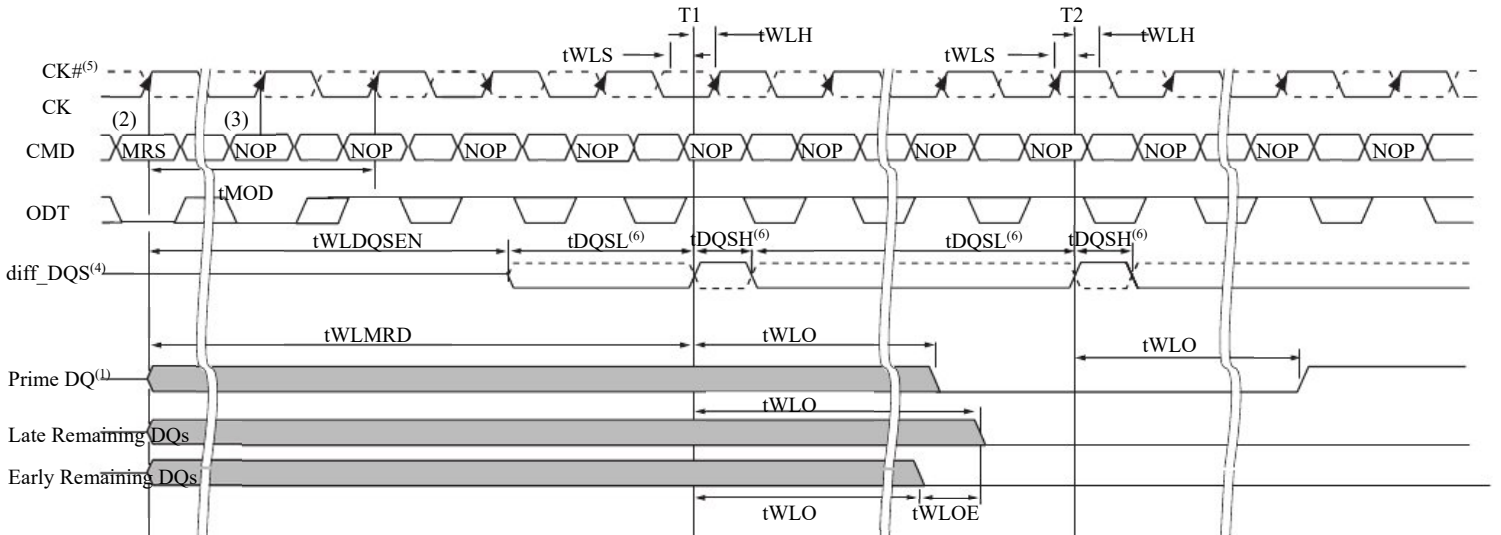 T1 T2
tWLH tWLH
tWLS tWLS
CK#(5)
CK
(2) (3)
CMD MRS NOP NOP NOP NOP NOP NOP NOP NOP NOP NOP NOP
tMOD
ODT
tWLDQSEN tDQSL(6) tDQSH(6) tDQSL(6) tDQSH(6)
diff_DQS(4)
tWLMRD tWLO
tWLO
Prime DQ(1)
tWLO
Late Remaining DQs
Early Remaining DQs
tWLO tWLOE